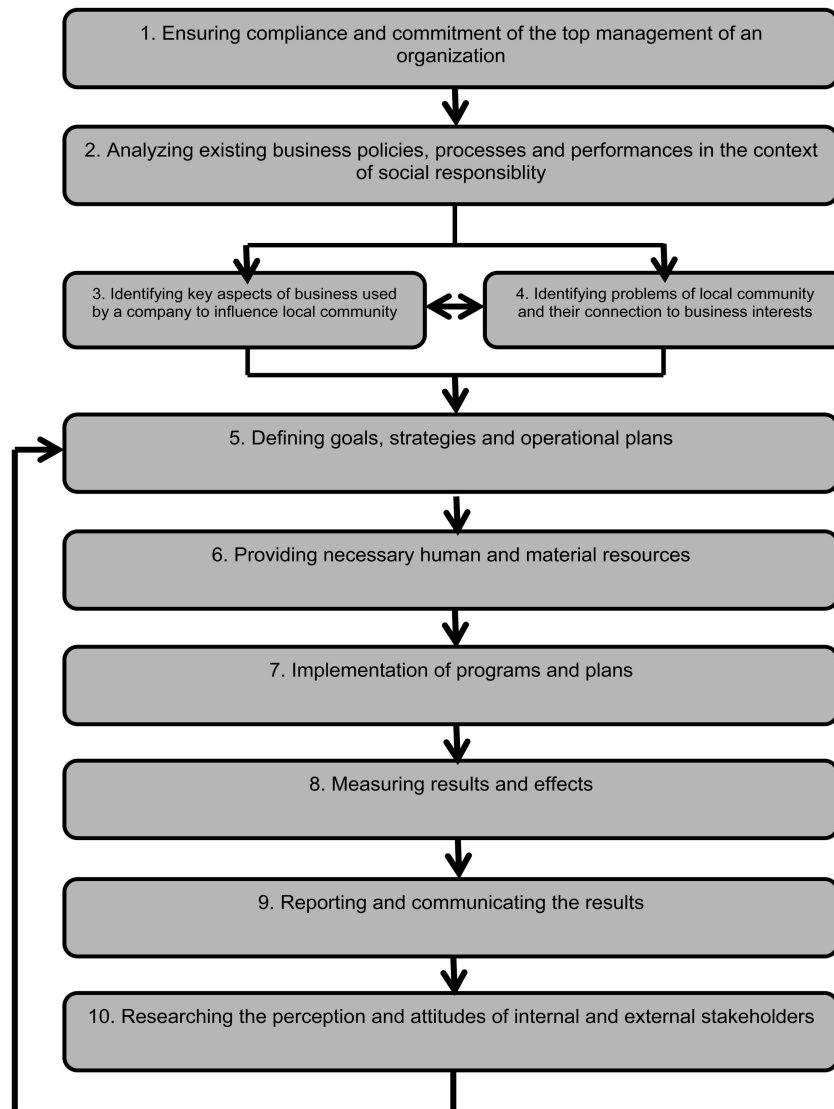 1. Ensuring compliance and commitment of the top management of an
organization
2. Analyzing existing business policies, processes and performances in the context
of social responsiblity
3. Identifying key aspects of business used
by a company to influence local community
4. Identifying problems of local community
and their connection to business interests
5. Defining goals, strategies and operational plans
6. Providing necessary human and material resources
7. Implementation of programs and plans
8. Measuring results and effects
9. Reporting and communicating the results
10. Researching the perception and attitudes of internal and external stakeholders